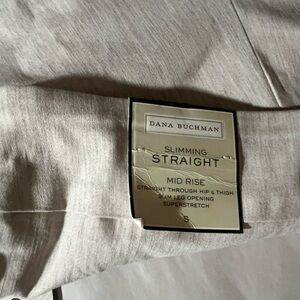 DANA BUCHMAN
SLIMMING
STRAIGHT
MID RISE
STRAIGHT THROUGH HIP & THIGH
SLIM LEG OPENING
SUPERSTRETCH
S